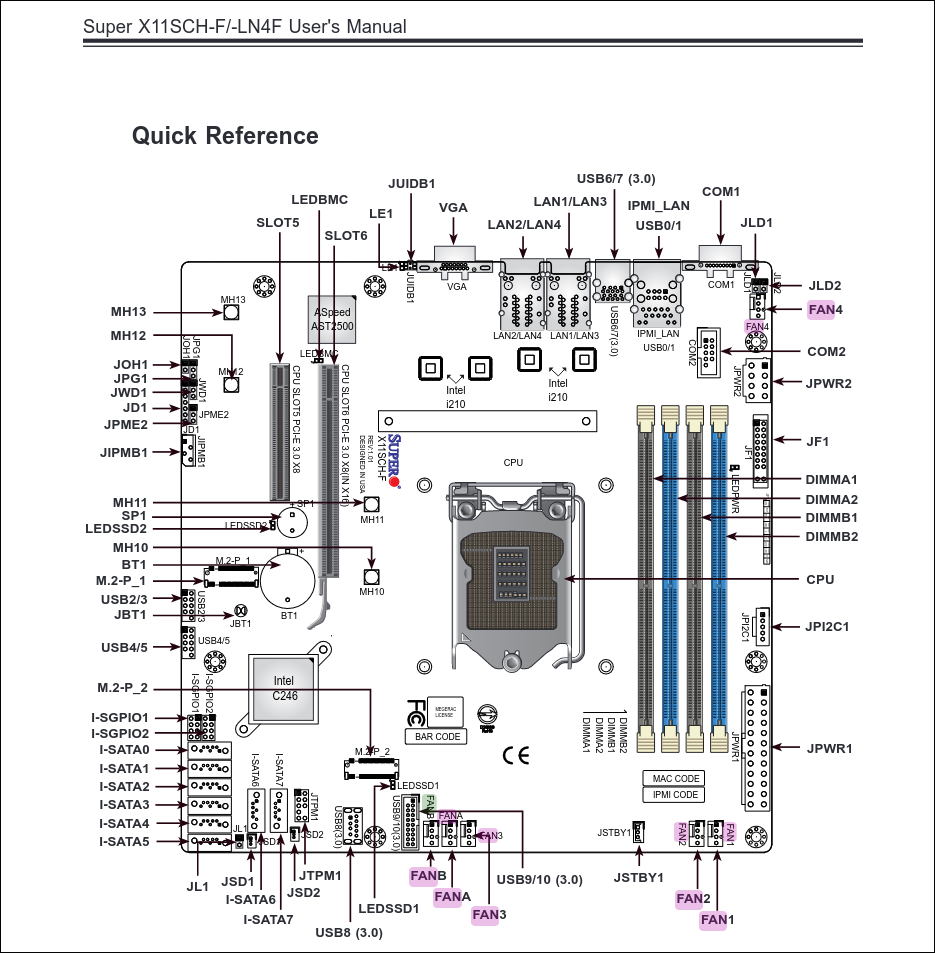 Super X11SCH-F/-LN4F User's Manual
Quick Reference
JUIDB1
USB6/7 (3.0)
LEDBMC
LE1
VGA
LAN1/LAN3
IPMI_LAN
COM1
SLOT5
SLOT6
LAN2/LAN4
USB0/1
JLD1
JUIDB1
VGA
COM1
JLD1
JLD2
JLD2
MH13
MH13
ASpeed
AST2500
FAN4
FAN4
MH12
LEDBMC
LAN2/LAN4
LAN1/LAN3
USB6/7(3.0)
IPMI_LAN
USB0/1
COM2
COM2
JOH1
JPG1
JWD1
JD1
JPME2
JOH1
JPG1
JWD1
JPME2
JD1
MH12
CPU SLOT5 PCI-E 3.0 X8
CPU SLOT6 PCI-E 3.0 X8(IN X16)
Intel
i210
Intel
i210
JPWR2
JPWR2
JIPMB1
JIPMB1
SUPER
X11SCH-F
REV:1.01
DESIGNED IN USA
CPU
JF1
JF1
LEDPWR
DIMMA1
DIMMA2
DIMMB1
DIMMB2
MH11
SP1
LEDSSD2
SP1
LEDSSD2
MH11
MH10
BT1
M.2-P_1
M.2-P_1
BT1
MH10
CPU
USB2/3
USB2/3
JBT1
JBT1
USB4/5
USB4/5
JPI2C1
JPI2C1
M.2-P_2
Intel
C246
I-SGPIO1
I-SGPIO2
I-SGPIO1
I-SGPIO2
FC
MEGERAC
LICENSE
BAR CODE
CE
DIMMA1
DIMMA2
DIMMB1
DIMMB2
JPWR1
JPWR1
MAC CODE
IPMI CODE
I-SATA0
I-SATA1
I-SATA2
I-SATA3
I-SATA4
I-SATA5
I-SATA6
I-SATA7
M.2-P_2
LEDSSD1
JTPM1
JL1
JSD1
JSD2
USB8(3.0)
USB9/10(3.0)
FANB
FANA
FAN3
JSTBY1
FAN2
FAN1
JL1
JSD1
I-SATA6
I-SATA7
JSD2
JTPM1
USB8 (3.0)
LEDSSD1
FANB
FANA
FAN3
USB9/10 (3.0)
JSTBY1
FAN2
FAN1